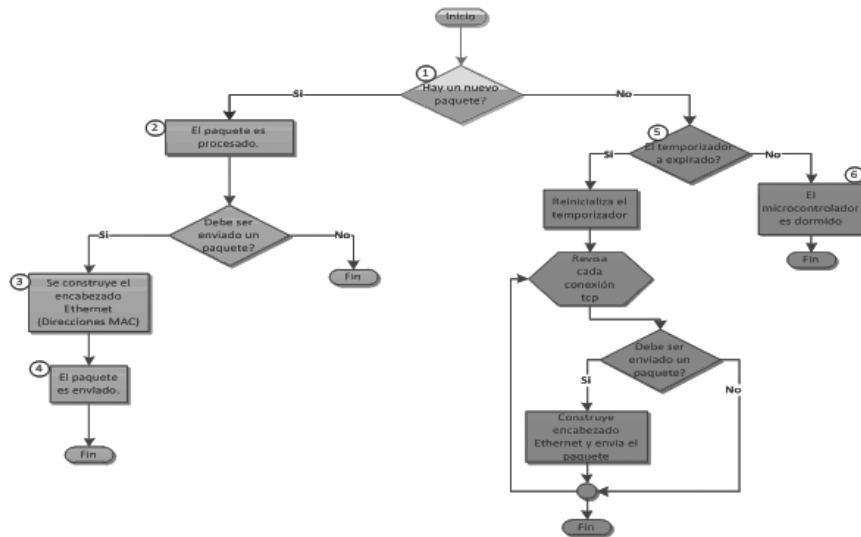 Inicio
1
Hay un nuevo
paquete?
Si
No
2
El paquete es
procesado.
5
El temporizador
a expirado?
Si
No
6
El
microcontrolador
es dormido
Fin
Reinicializa el
temporizador
Debe ser
enviado un
paquete?
Si
No
Fin
Revisa
cada
conexión
tcp
3
Se construye el
encabezado
Ethernet
(Direcciones MAC)
Debe ser
enviado un
paquete?
Si
No
4
El paquete
es enviado.
Construye
encabezado
Ethernet y envia el
paquete
Fin
Fin